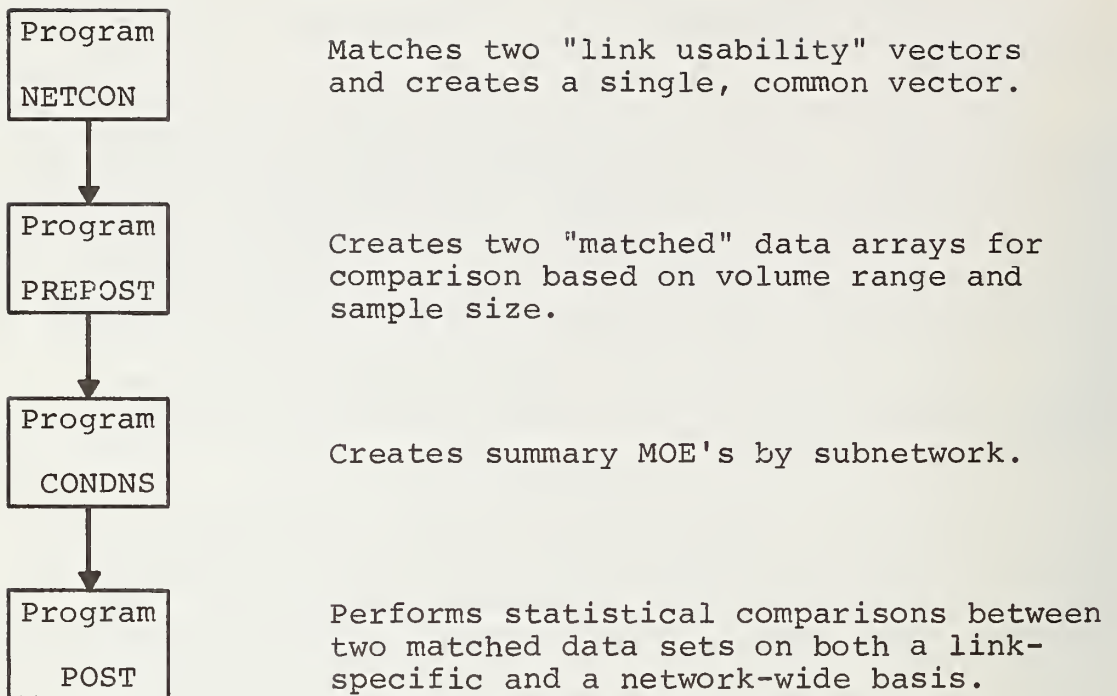 Program
NETCON
Matches two "link usability" vectors
and creates a single, common vector.
Program
PREPOST
Creates two "matched" data arrays for
comparison based on volume range and
sample size.
Program
CONDNS
Creates summary MOE's by subnetwork.
Program
POST
Performs statistical comparisons between
two matched data sets on both a link-
specific and a network-wide basis.